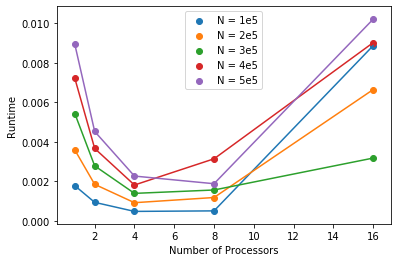 0.010
0.008
0.006
0.004
0.002
0.000
Runtime
N = 1e5
N = 2e5
N = 3e5
N = 4e5
N = 5e5
2 4 6 8 10 12 14 16
Number of Processors